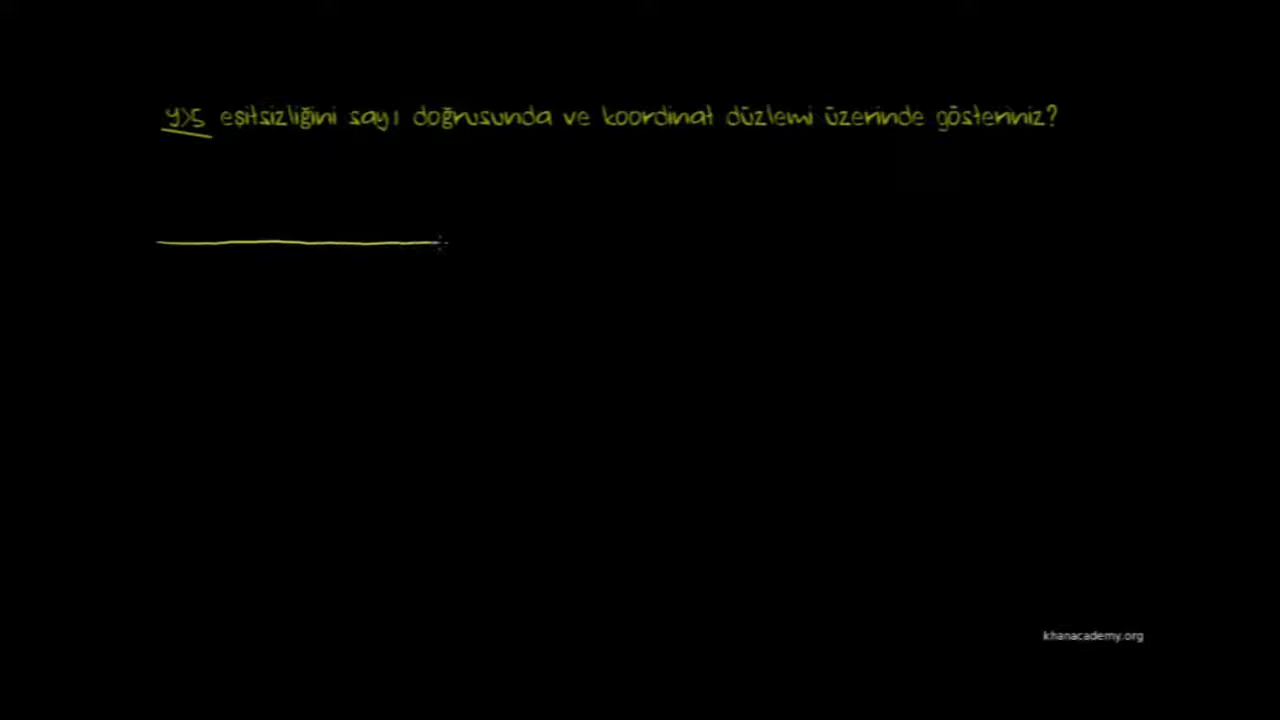 y>5 eşitsizliğini sayı doğrusunda ve koordinat düzlemi üzerinde gösteriniz?
khanacademy.org